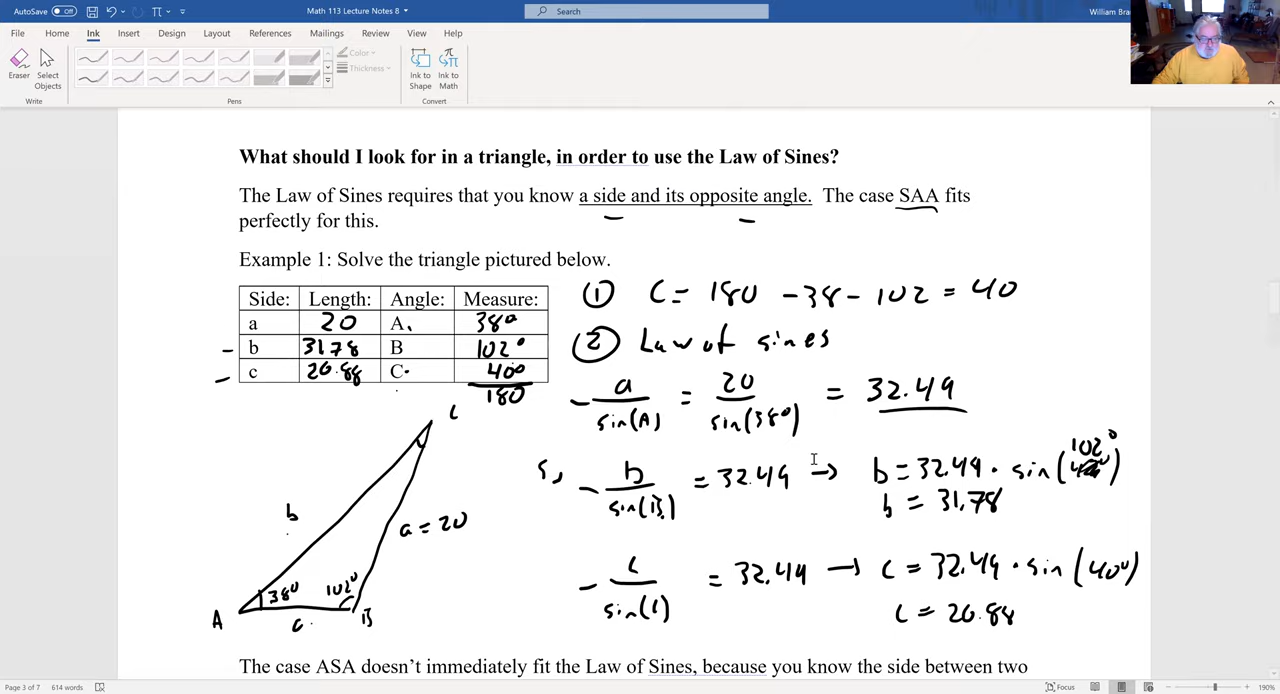 AutoSave Off Math 113 Lecture Notes 8 Search William Bran
File Home Insert Draw Ink Design Layout References Mailings Review View Help
Eraser Select Objects Color Thickness Ink to Shape Ink to Math
Write Pens Convert
What should I look for in a triangle, in order to use the Law of Sines?
The Law of Sines requires that you know a side and its opposite angle. The case SAA fits
perfectly for this.
Example 1: Solve the triangle pictured below.
Side: Length: Angle: Measure:
a 20 A 38°
b 31.78 B 102°
c 20.88 C 40°
180
① C = 180 - 38 - 102 = 40
② Law of sines
a / sin(A) = 20 / sin(38°) = 32.49
So, b / sin(B) = 32.49 → b = 32.49 · sin(102°)
b = 31.78
c / sin(C) = 32.49 → c = 32.49 · sin(40°)
c = 20.88
C
b
a = 20
38° 102°
A c B
The case ASA doesn't immediately fit the Law of Sines, because you know the side between two
Page 3 of 7 614 words Focus 190%